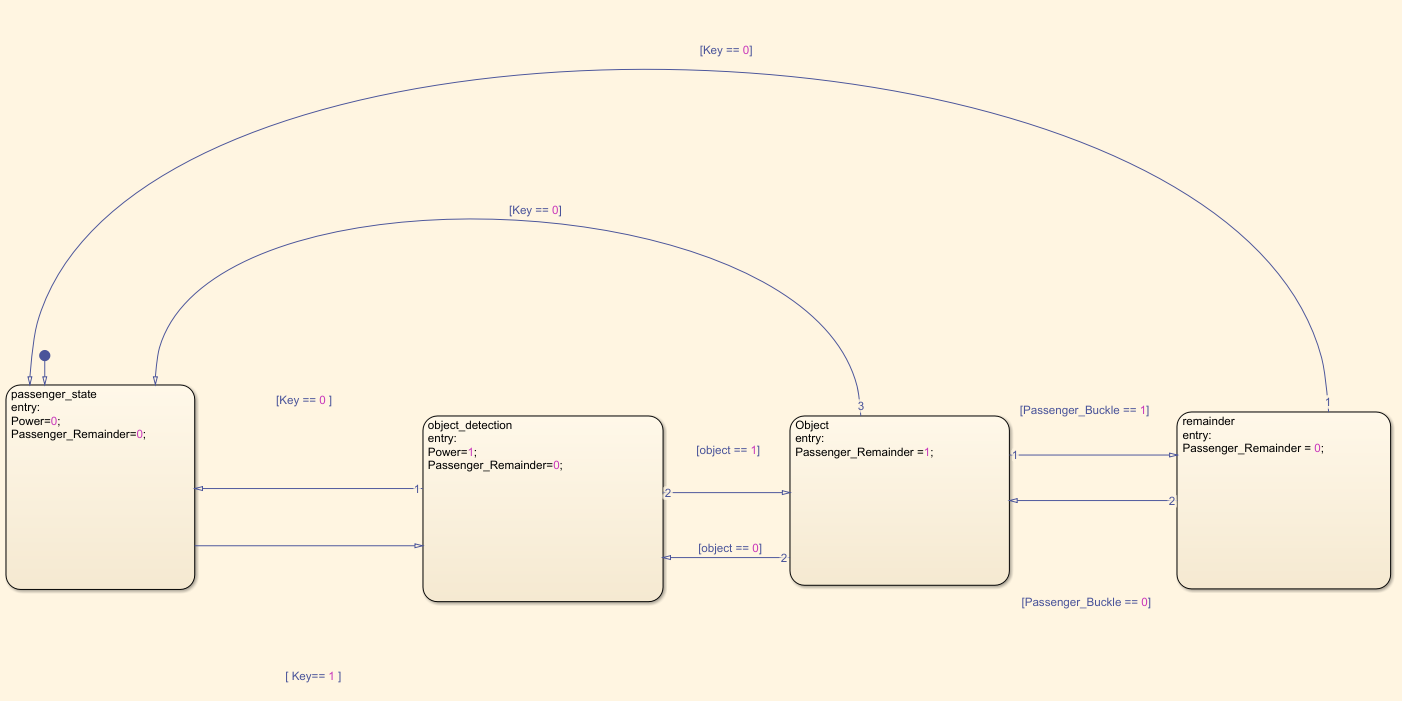 [Key == 0]
[Key == 0]
passenger_state
entry:
Power=0;
Passenger_Remainder=0;
[Key == 0 ]
object_detection
entry:
Power=1;
Passenger_Remainder=0;
1
2
[object == 1]
[object == 0]
3
Object
entry:
Passenger_Remainder =1;
1
2
[Passenger_Buckle == 1]
[Passenger_Buckle == 0]
1
remainder
entry:
Passenger_Remainder = 0;
2
[ Key== 1 ]